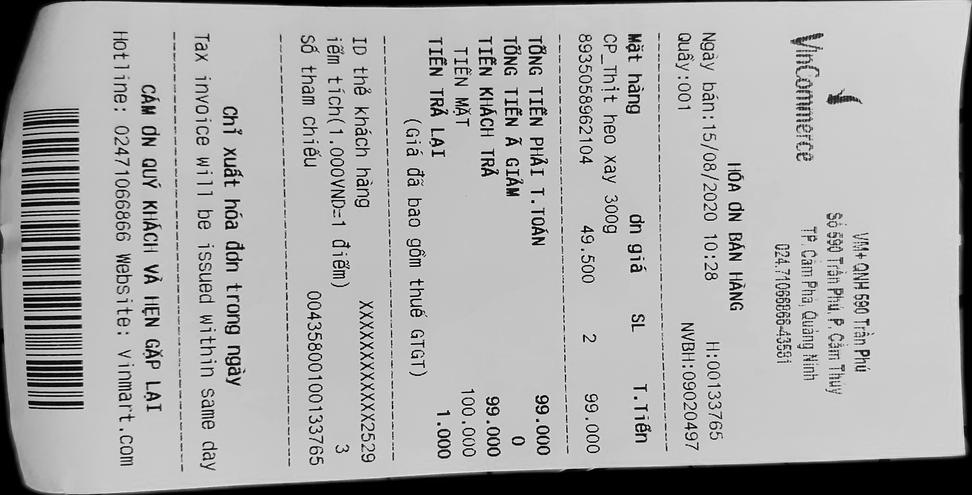 VinCommerce
VM+ QNH 590 Trần Phú
Số 590 Trần Phú, P. Cẩm Thủy
TP. Cẩm Phả, Quảng Ninh
024.71066866-43581
HÓA ĐN BÁN HÀNG
Ngày bán:15/08/2020 10:28 H:00133765
Quầy:001 NVBH:09020497
Mặt hàng đn giá SL T.Tiền
CP_Thịt heo xay 300g
8935058962104 49.500 2 99.000
TỔNG TIỀN PHẢI T.TOÁN 99.000
TỔNG TIỀN Ã GIẢM 0
TIỀN KHÁCH TRẢ 99.000
TIỀN MẶT 100.000
TIỀN TRẢ LẠI 1.000
(Giá đã bao gồm thuế GTGT)
ID thẻ khách hàng XXXXXXXXXXXX2529
iểm tích(1.000VND=1 điểm) 3
Số tham chiếu 00435800100133765
Chỉ xuất hóa đđn trong ngày
Tax invoice will be issued within same day
CẢM ĐN QUÝ KHÁCH VÀ HẸN GẶP LẠI
Hotline: 02471066866 Website: Vinmart.com